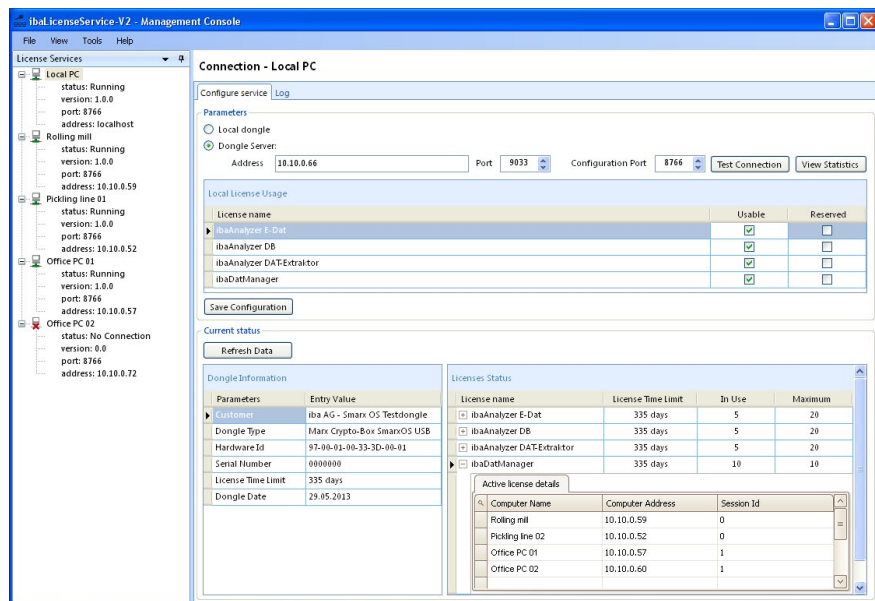 ibaLicenseService-V2 - Management Console
File View Tools Help
License Services
Local PC
status: Running
version: 1.0.0
port: 8766
address: localhost
Rolling mill
status: Running
version: 1.0.0
port: 8766
address: 10.10.0.59
Pickling line 01
status: Running
version: 1.0.0
port: 8766
address: 10.10.0.52
Office PC 01
status: Running
version: 1.0.0
port: 8766
address: 10.10.0.57
Office PC 02
status: No Connection
version: 0.0
port: 8766
address: 10.10.0.72
Connection - Local PC
Configure service Log
Parameters
Local dongle
Dongle Server:
Address 10.10.0.66 Port 9033 Configuration Port 8766 Test Connection View Statistics
Local License Usage
License name Usable Reserved
ibaAnalyzer E-Dat
ibaAnalyzer DB
ibaAnalyzer DAT-Extraktor
ibaDatManager
Save Configuration
Current status
Refresh Data
Dongle Information
Parameters Entry Value
Customer iba AG - Smarx OS Testdongle
Dongle Type Marx Crypto-Box SmarxOS USB
Hardware Id 97-00-01-00-33-3D-00-01
Serial Number 0000000
License Time Limit 335 days
Dongle Date 29.05.2013
Licenses Status
License name License Time Limit In Use Maximum
ibaAnalyzer E-Dat 335 days 5 20
ibaAnalyzer DB 335 days 5 20
ibaAnalyzer DAT-Extraktor 335 days 5 20
ibaDatManager 335 days 10 10
Active license details
Computer Name Computer Address Session Id
Rolling mill 10.10.0.59 0
Pickling line 02 10.10.0.52 0
Office PC 01 10.10.0.57 1
Office PC 02 10.10.0.60 1